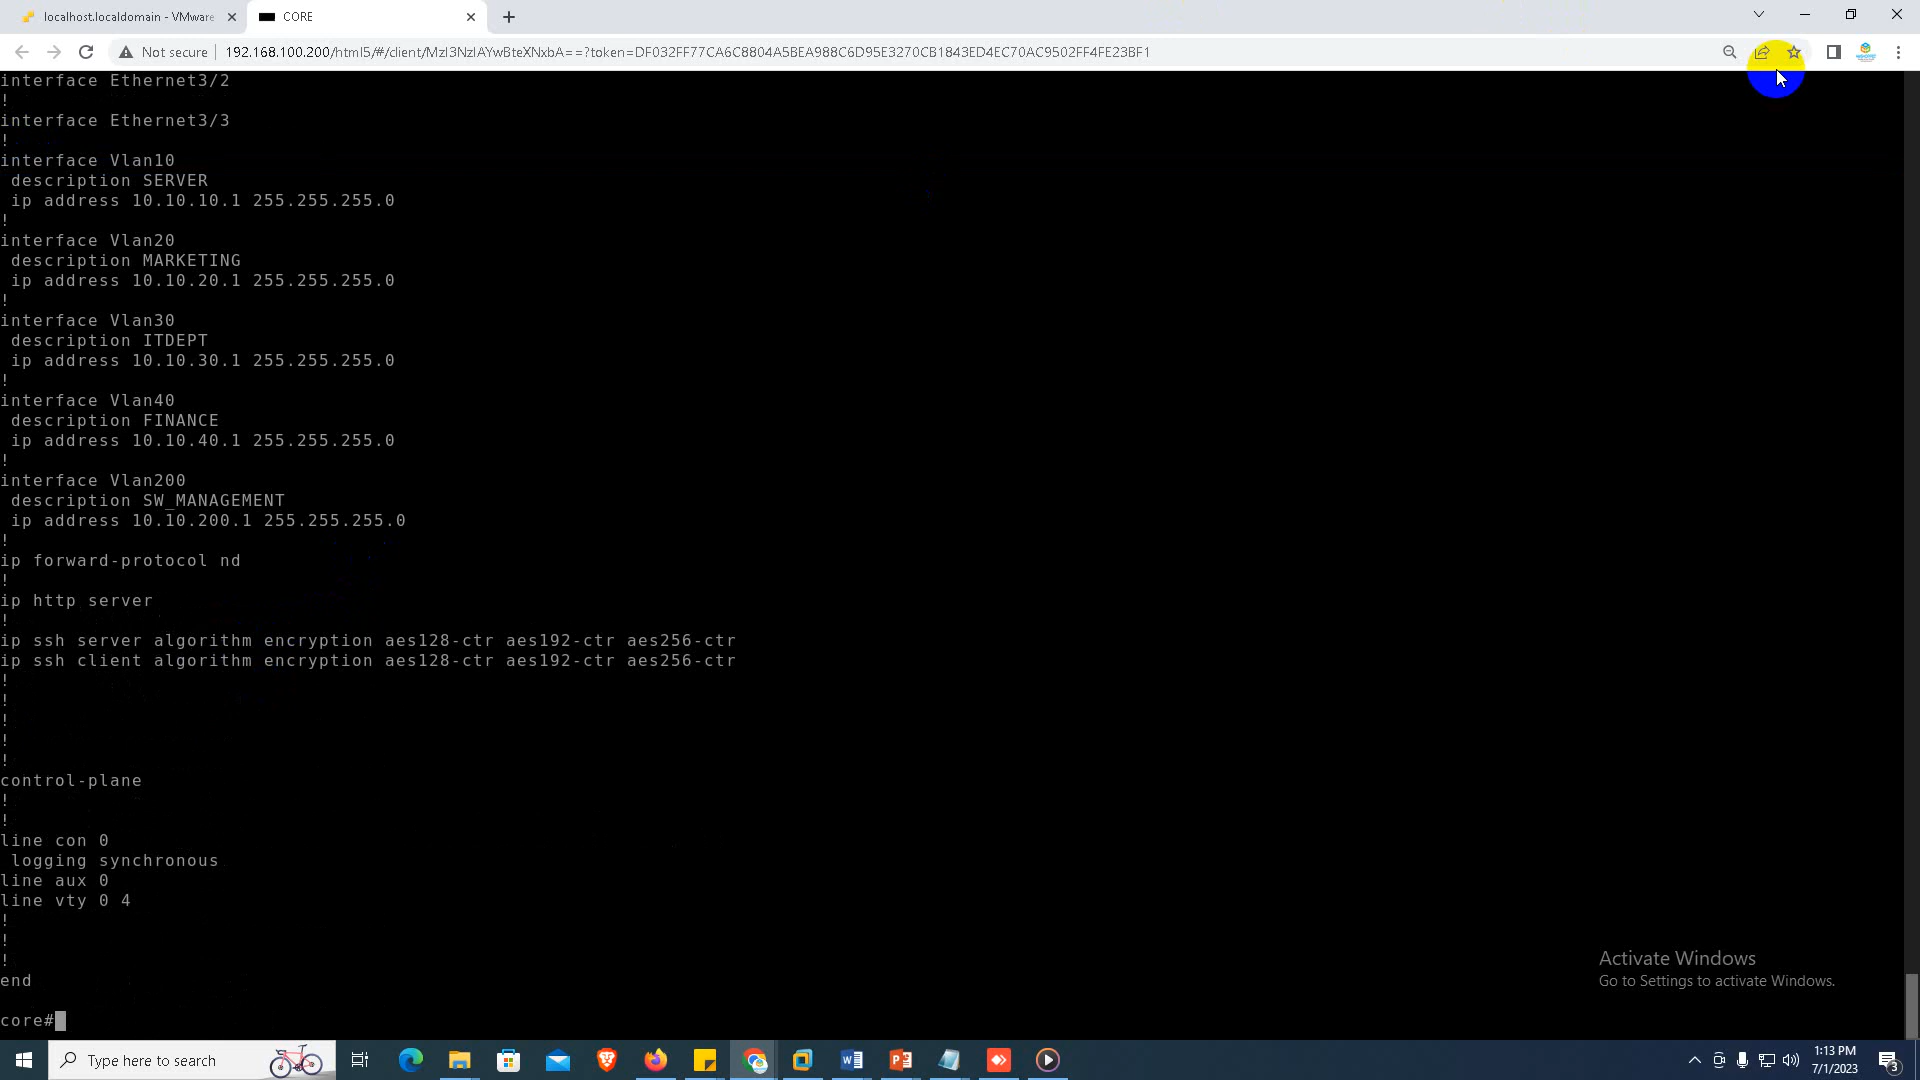 localhost.localdomain - VMware
CORE
Not secure
192.168.100.200/html5/#/client/MzI3NzIAYwBteXNxbA==?token=DF032FF77CA6C8804A5BEA988C6D95E3270CB1843ED4EC70AC9502FF4FE23BF1
interface Ethernet3/2
!
interface Ethernet3/3
!
interface Vlan10
description SERVER
ip address 10.10.10.1 255.255.255.0
!
interface Vlan20
description MARKETING
ip address 10.10.20.1 255.255.255.0
!
interface Vlan30
description ITDEPT
ip address 10.10.30.1 255.255.255.0
!
interface Vlan40
description FINANCE
ip address 10.10.40.1 255.255.255.0
!
interface Vlan200
description SW_MANAGEMENT
ip address 10.10.200.1 255.255.255.0
!
ip forward-protocol nd
!
ip http server
!
ip ssh server algorithm encryption aes128-ctr aes192-ctr aes256-ctr
ip ssh client algorithm encryption aes128-ctr aes192-ctr aes256-ctr
!
!
!
!
!
control-plane
!
!
line con 0
logging synchronous
line aux 0
line vty 0 4
!
!
!
end
core#
Activate Windows
Go to Settings to activate Windows.
Type here to search
1:13 PM
7/1/2023
3